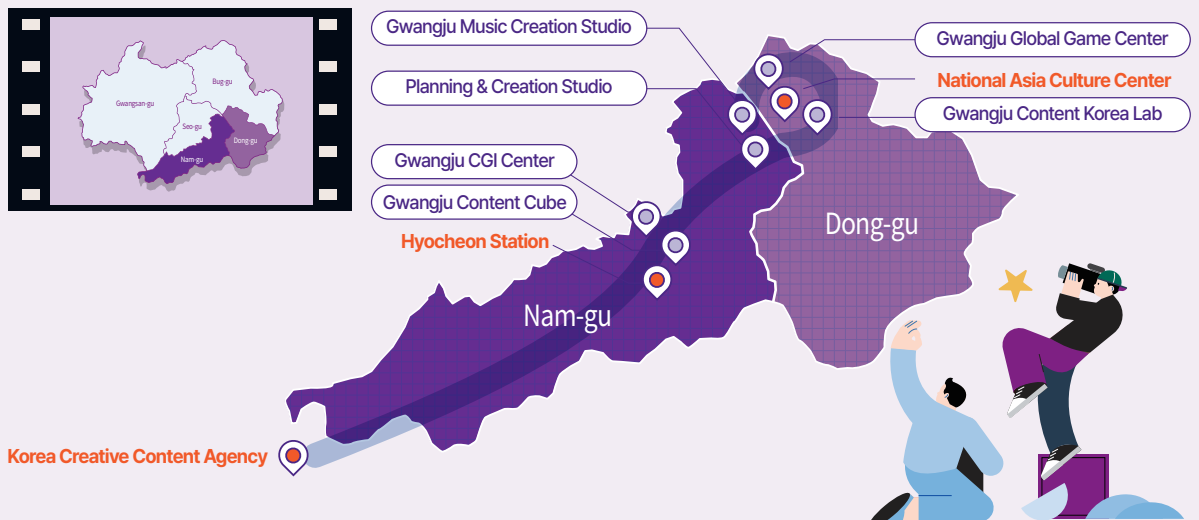 Gwangsan-gu
Bug-gu
Seo-gu
Nam-gu
Dong-gu
Gwangju Music Creation Studio
Planning & Creation Studio
Gwangju CGI Center
Gwangju Content Cube
Hyocheon Station
Korea Creative Content Agency
Gwangju Global Game Center
National Asia Culture Center
Gwangju Content Korea Lab
Dong-gu
Nam-gu